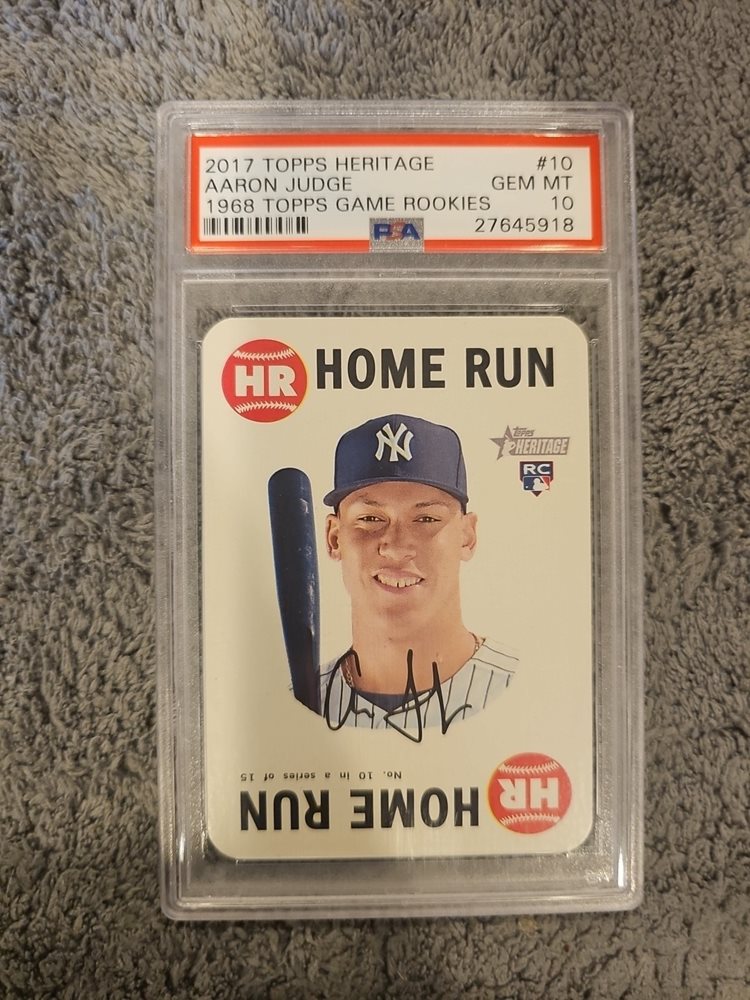 2017 TOPPS HERITAGE #10
AARON JUDGE GEM MT
1968 TOPPS GAME ROOKIES 10
PSA 27645918
HR HOME RUN
NY
TOPPS HERITAGE
RC
No. 10 in a series of 15
HOME RUN HR